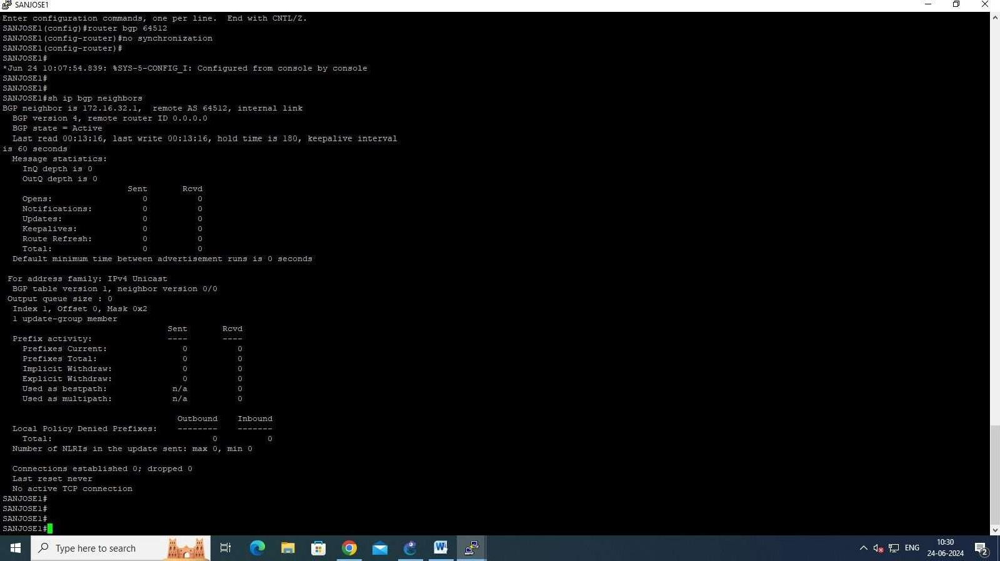 SANJOSE1
Enter configuration commands, one per line.  End with CNTL/Z.
SANJOSE1(config)#router bgp 64512
SANJOSE1(config-router)#no synchronization
SANJOSE1(config-router)#
SANJOSE1#
*Jun 24 10:07:54.839: %SYS-5-CONFIG_I: Configured from console by console
SANJOSE1#
SANJOSE1#
SANJOSE1#sh ip bgp neighbors
BGP neighbor is 172.16.32.1,  remote AS 64512, internal link
  BGP version 4, remote router ID 0.0.0.0
  BGP state = Active
  Last read 00:13:16, last write 00:13:16, hold time is 180, keepalive interval
is 60 seconds
  Message statistics:
    InQ depth is 0
    OutQ depth is 0
                         Sent       Rcvd
    Opens:                  0          0
    Notifications:          0          0
    Updates:                0          0
    Keepalives:             0          0
    Route Refresh:          0          0
    Total:                  0          0
  Default minimum time between advertisement runs is 0 seconds
 For address family: IPv4 Unicast
  BGP table version 1, neighbor version 0/0
 Output queue size : 0
  Index 1, Offset 0, Mask 0x2
  1 update-group member
                                 Sent       Rcvd
  Prefix activity:               ----       ----
    Prefixes Current:               0          0
    Prefixes Total:                 0          0
    Implicit Withdraw:              0          0
    Explicit Withdraw:              0          0
    Used as bestpath:             n/a          0
    Used as multipath:            n/a          0
                                   Outbound    Inbound
  Local Policy Denied Prefixes:    --------    -------
    Total:                                0          0
  Number of NLRIs in the update sent: max 0, min 0
  Connections established 0; dropped 0
  Last reset never
  No active TCP connection
SANJOSE1#
SANJOSE1#
SANJOSE1#
SANJOSE1#
Type here to search
ENG
10:30
24-06-2024
2